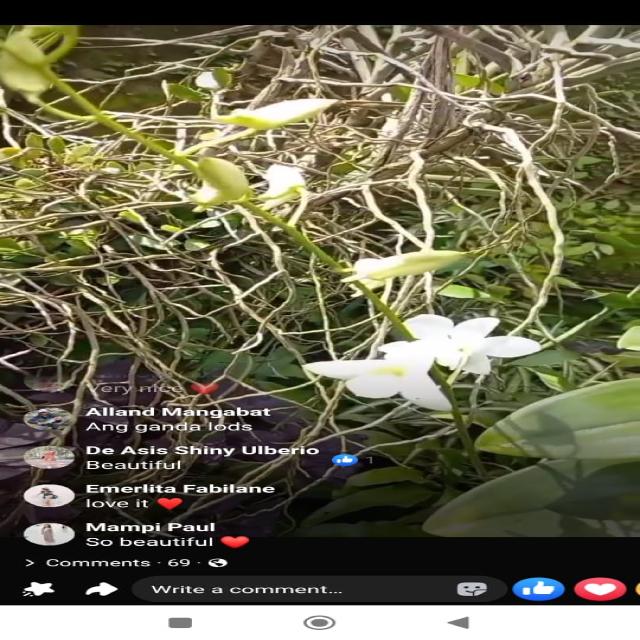 Very nice ❤️
Alland Mangabat
Ang ganda lods
De Asis Shiny Ulberio
Beautiful
1
Emerlita Fabilane
love it ❤️
Mampi Paul
So beautiful ❤️
> Comments · 69 ·
Write a comment...